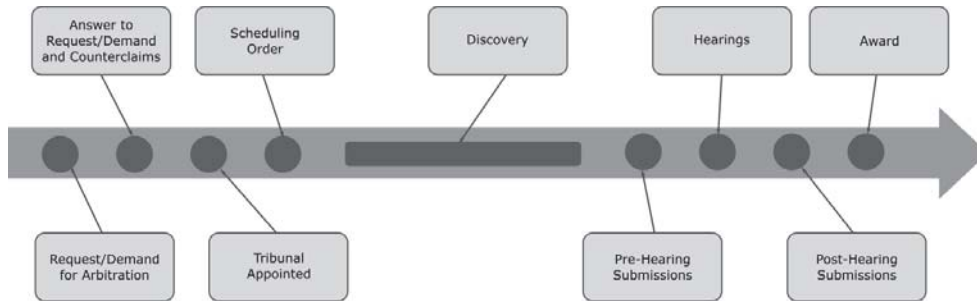 Answer to
Request/Demand
and Counterclaims
Scheduling
Order
Discovery
Hearings
Award
Request/Demand
for Arbitration
Tribunal
Appointed
Pre-Hearing
Submissions
Post-Hearing
Submissions